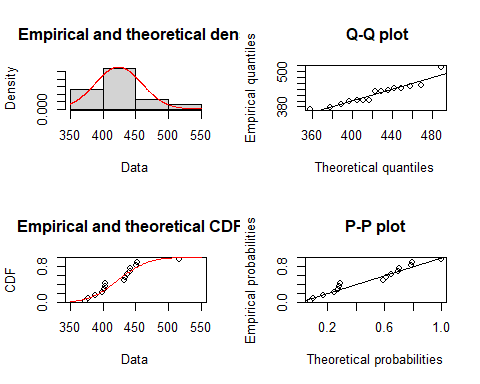 Empirical and theoretical den
Density
0.000
350 400 450 500 550
Data
Q-Q plot
Empirical quantiles
380 500
360 400 440 480
Theoretical quantiles
Empirical and theoretical CDF
CDF
0.0 0.8
350 400 450 500 550
Data
P-P plot
Empirical probabilities
0.0 0.8
0.2 0.6 1.0
Theoretical probabilities